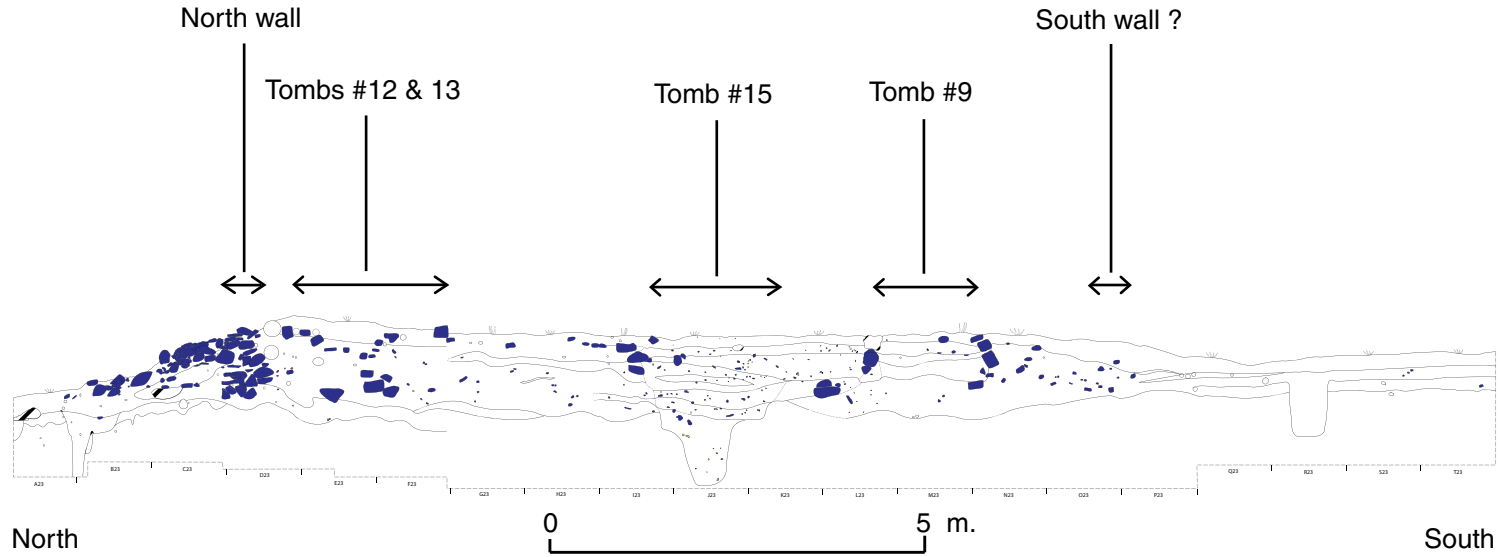 North wall
South wall ?
Tombs #12 & 13
Tomb #15
Tomb #9
A23
B23
C23
D23
E23
F23
G23
H23
I23
J23
K23
L23
M23
N23
O23
P23
Q23
R23
S23
T23
0
5 m.
North
South